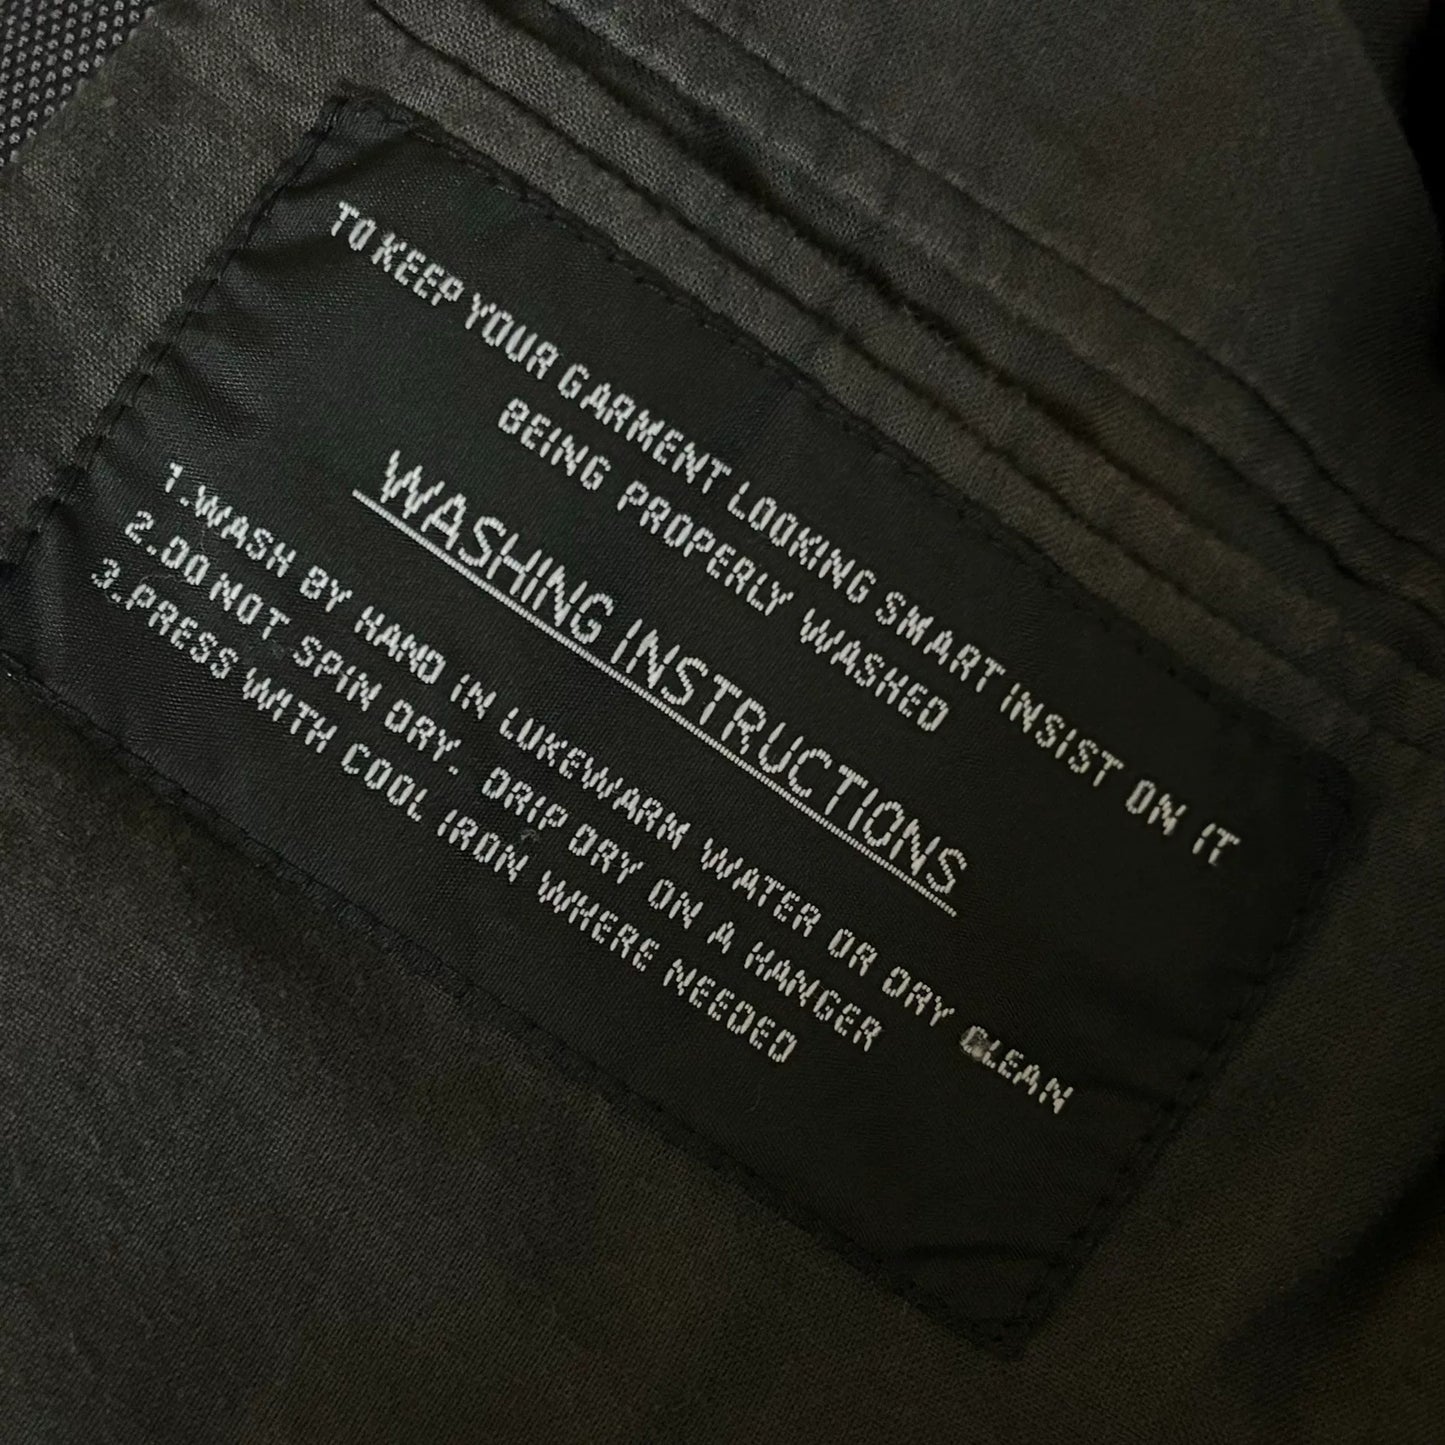 TO KEEP YOUR GARMENT LOOKING SMART INSIST ON IT
BEING PROPERLY WASHED
WASHING INSTRUCTIONS
1.WASH BY HAND IN LUKEWARM WATER OR DRY CLEAN
2.DO NOT SPIN DRY. DRIP DRY ON A HANGER
3.PRESS WITH COOL IRON WHERE NEEDED